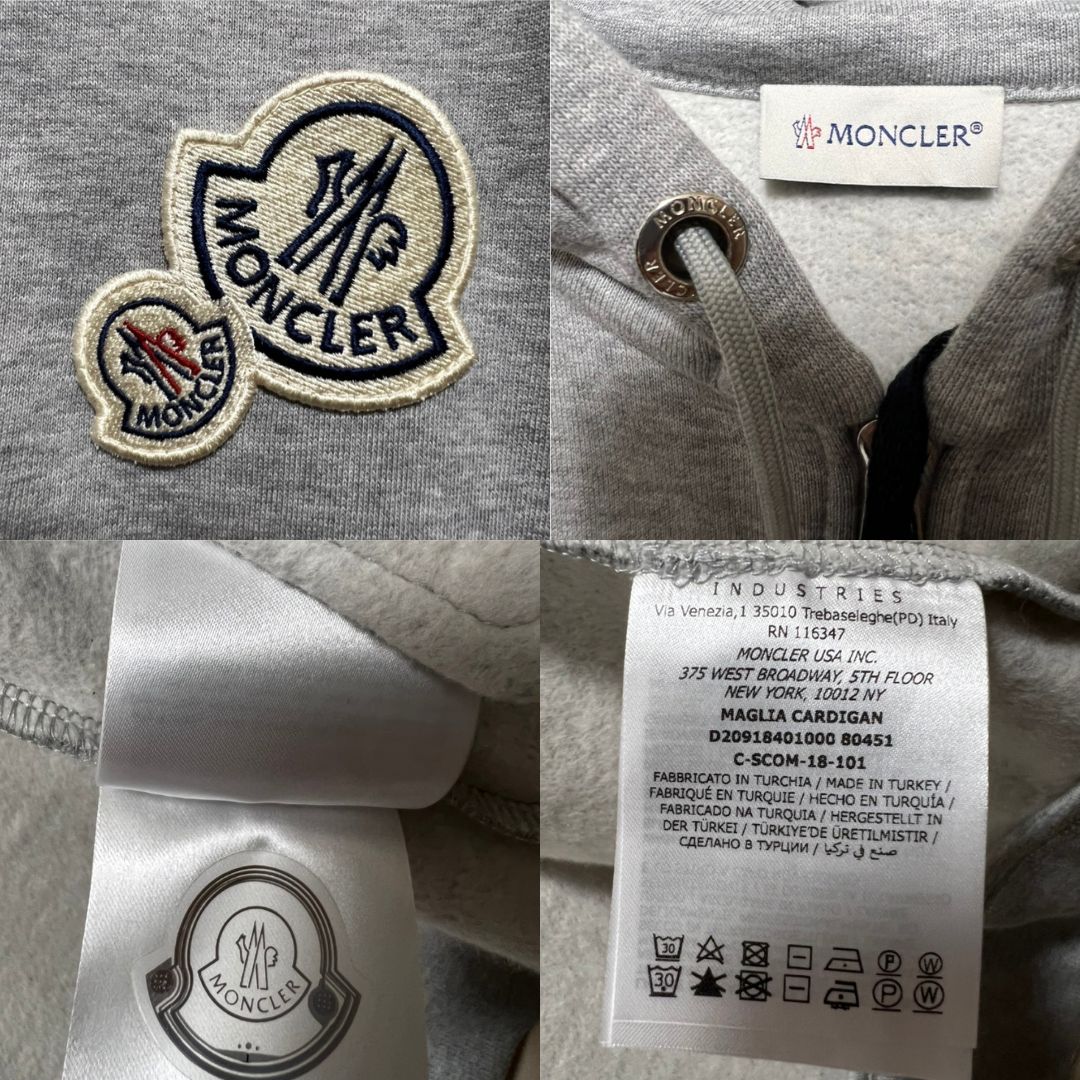 MONCLER
MONCLER
MONCLER®
MONCLER
CLER
MONCLER
INDUSTRIES
Via Venezia,1 35010 Trebaseleghe(PD) Italy
RN 116347
MONCLER USA INC.
375 WEST BROADWAY, 5TH FLOOR
NEW YORK, 10012 NY
MAGLIA CARDIGAN
D20918401000 80451
C-SCOM-18-101
FABBRICATO IN TURCHIA / MADE IN TURKEY /
FABRIQUÉ EN TURQUIE / HECHO EN TURQUÍA /
FABRICADO NA TURQUIA / HERGESTELLT IN
DER TÜRKEI / TÜRKIYE'DE ÜRETILMISTIR /
СДЕЛАНО В ТУРЦИИ / صنع في تركيا
30
P W
30
P W